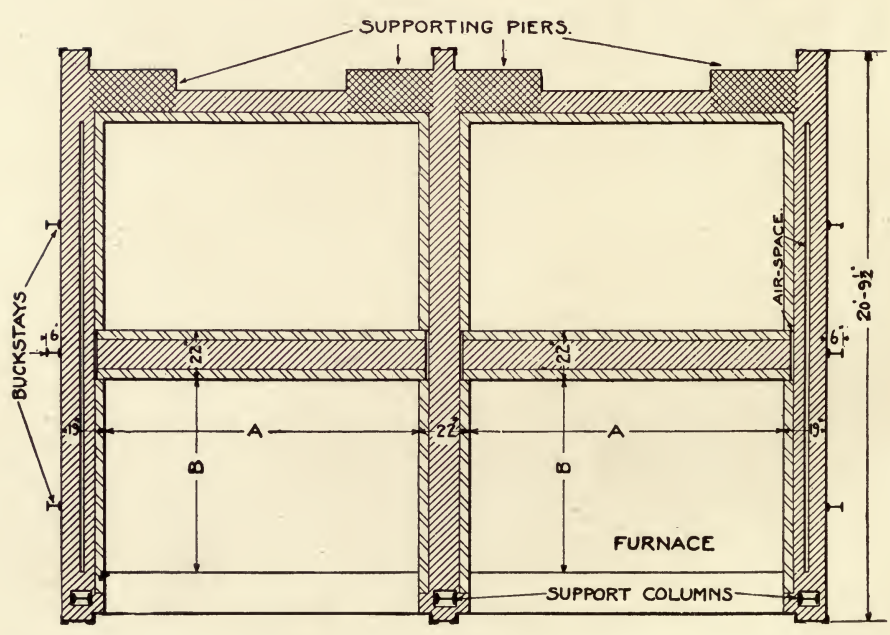 SUPPORTING PIERS.
AIR-SPACE.
20'-9½"
BUCKSTAYS
6"
22"
22"
6"
19"
A
22"
A
19"
B
B
FURNACE
SUPPORT COLUMNS